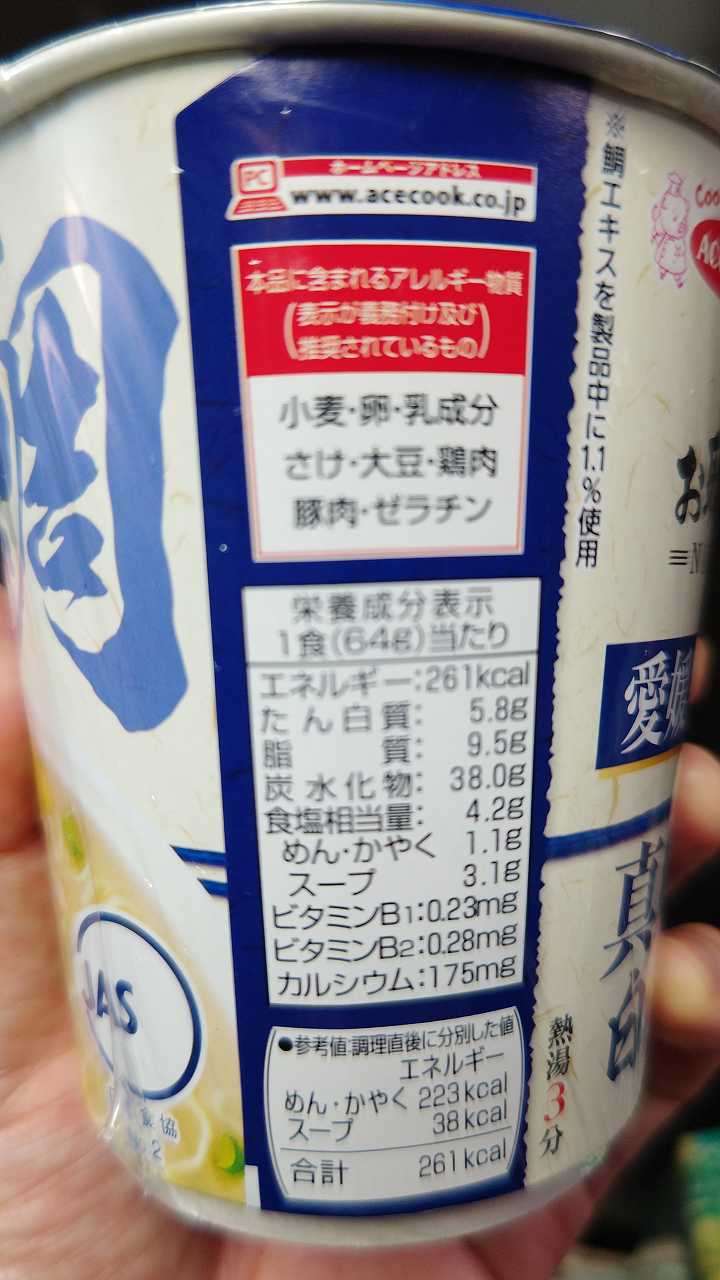 PC
ホームページアドレス
www.acecook.co.jp
本品に含まれるアレルギー物質
(表示が義務付け及び
推奨されているもの)
小麦・卵・乳成分
さけ・大豆・鶏肉
豚肉・ゼラチン
栄養成分表示
1食(64g)当たり
エネルギー:261kcal
たん白質: 5.8g
脂質: 9.5g
炭水化物: 38.0g
食塩相当量: 4.2g
めん・かやく 1.1g
スープ 3.1g
ビタミンB1:0.23mg
ビタミンB2:0.28mg
カルシウム:175mg
●参考値:調理直後に分別した値
エネルギー
めん・かやく 223kcal
スープ 38kcal
合計 261kcal
※鯛エキスを製品中に1.1%使用
熱湯3分
愛媛
真
鯛
JAS